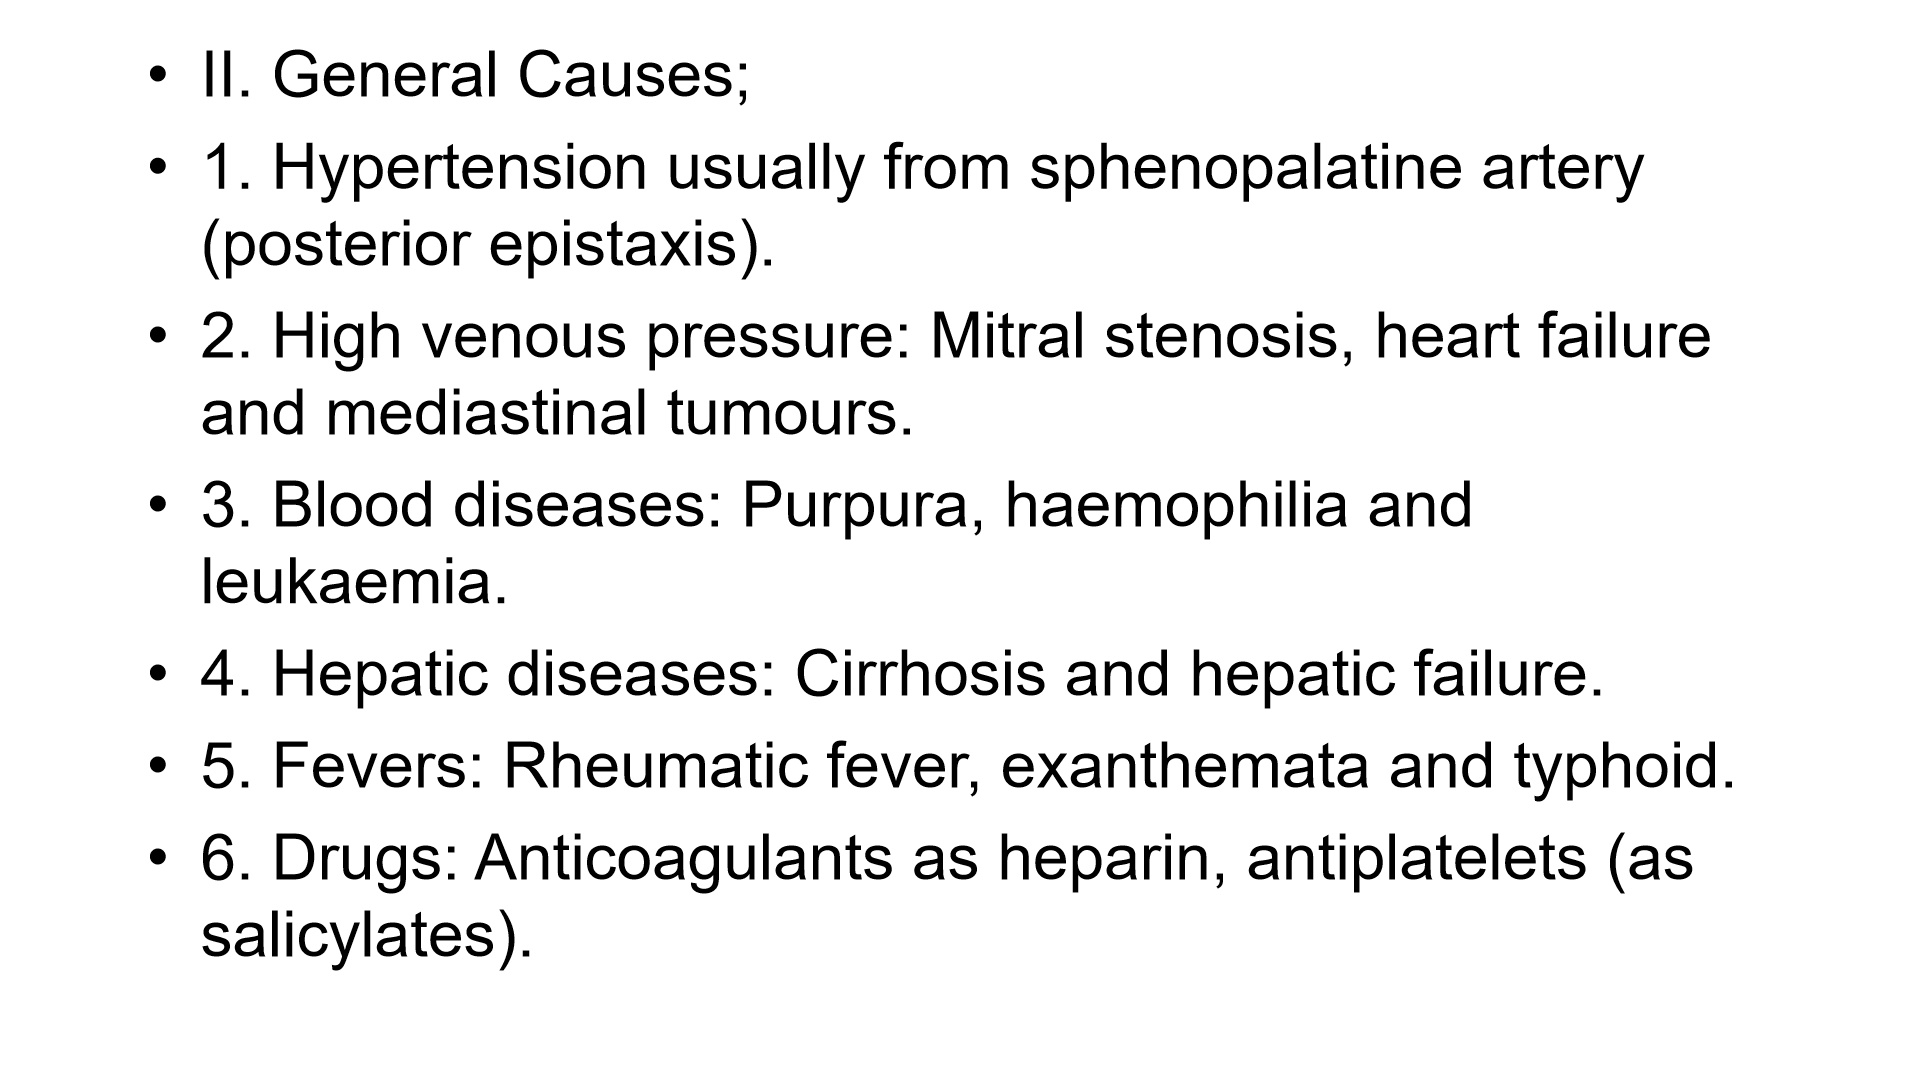 • II. General Causes;
• 1. Hypertension usually from sphenopalatine artery
(posterior epistaxis).
• 2. High venous pressure: Mitral stenosis, heart failure
and mediastinal tumours.
• 3. Blood diseases: Purpura, haemophilia and
leukaemia.
• 4. Hepatic diseases: Cirrhosis and hepatic failure.
• 5. Fevers: Rheumatic fever, exanthemata and typhoid.
• 6. Drugs: Anticoagulants as heparin, antiplatelets (as
salicylates).